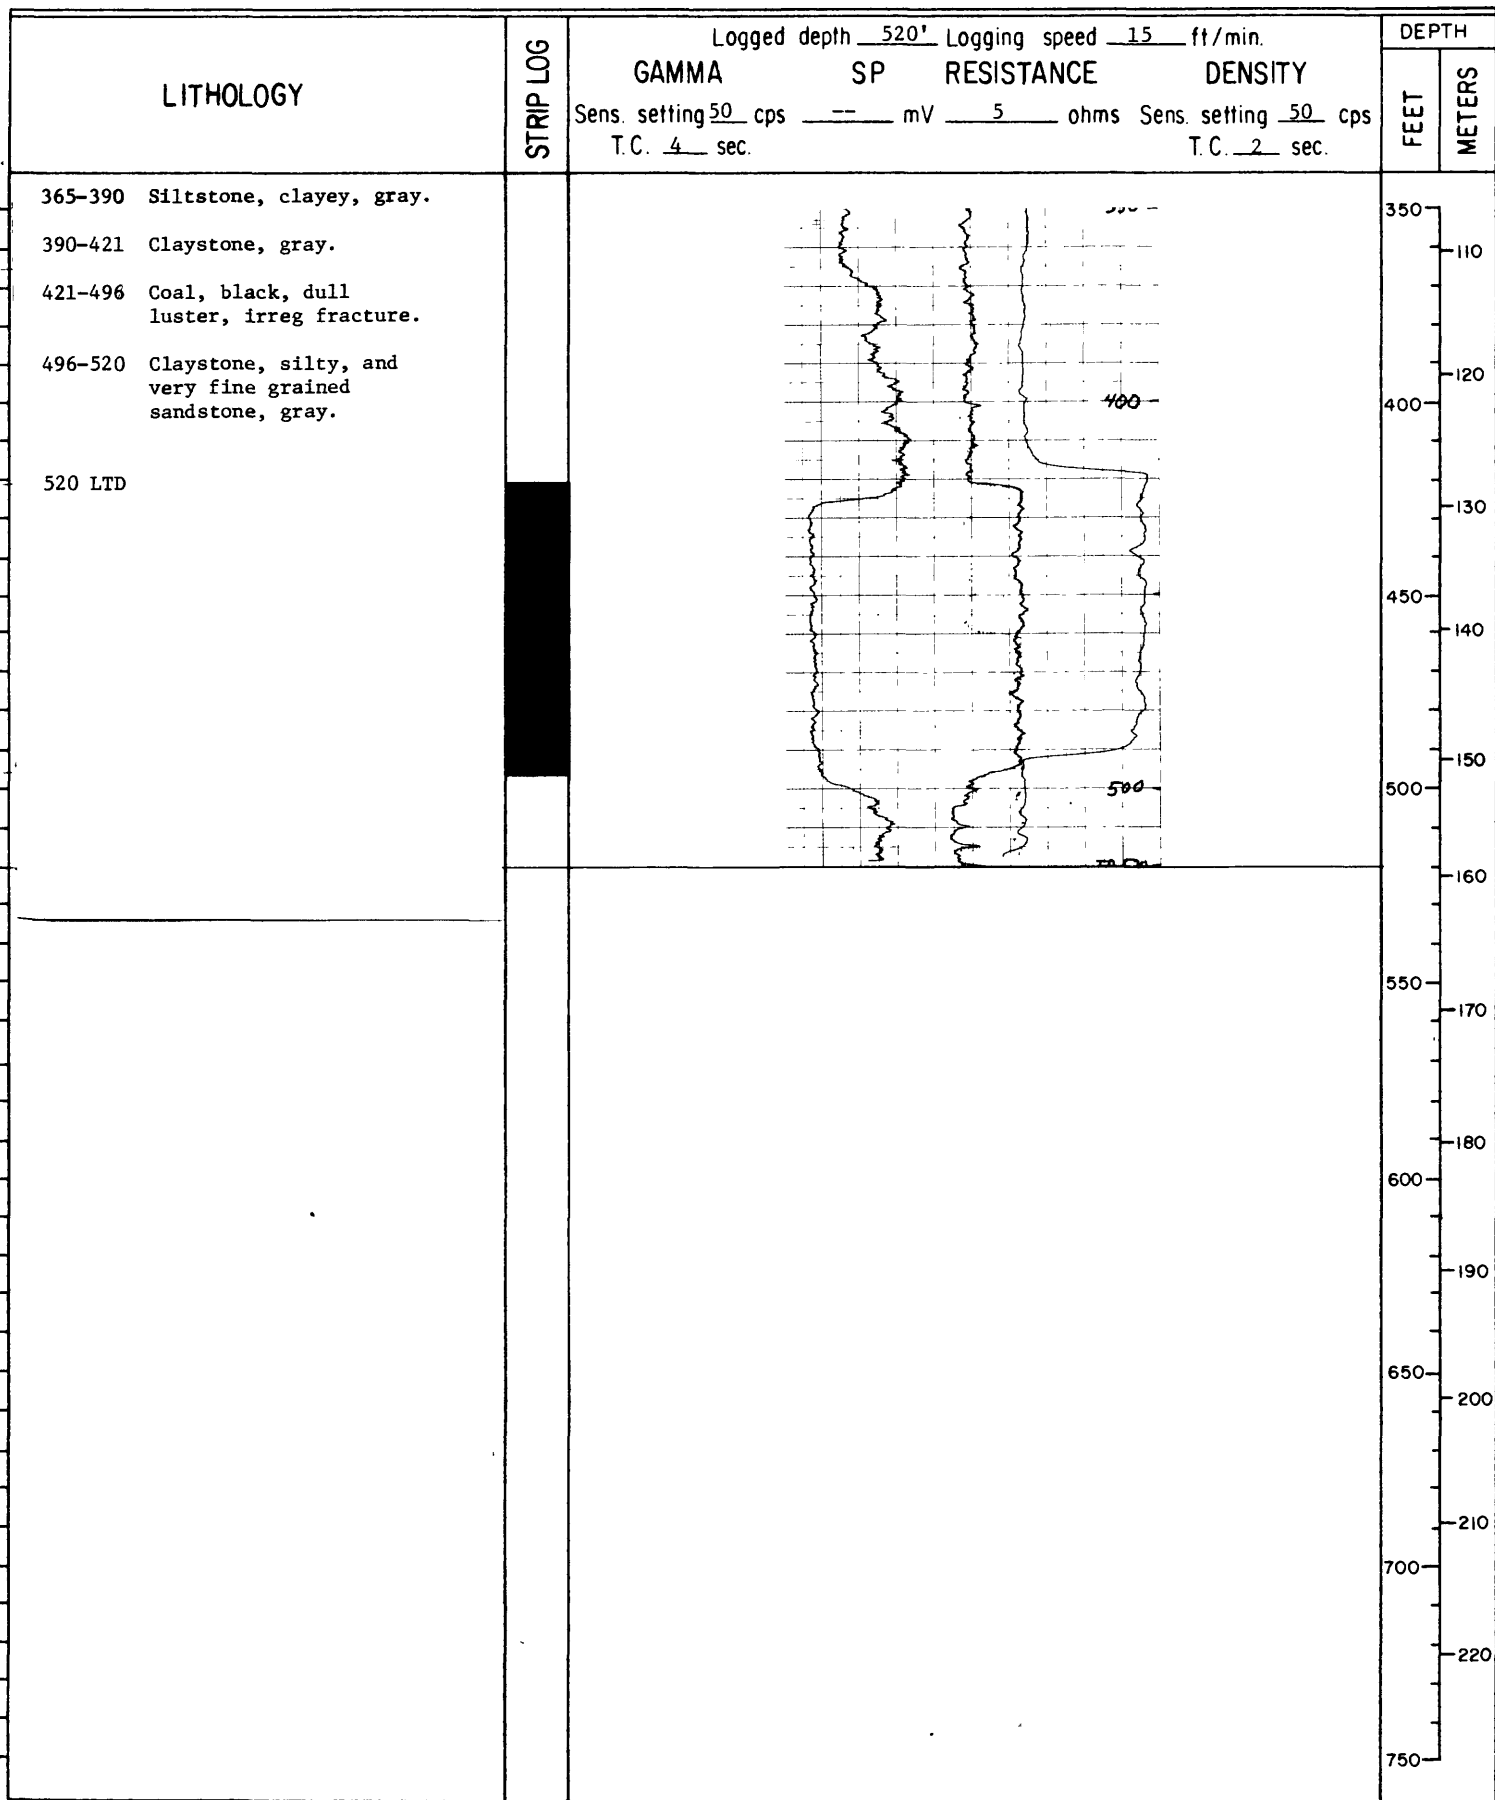 Logged depth 520' Logging speed 15 ft/min.
LITHOLOGY
STRIP LOG
GAMMA SP RESISTANCE DENSITY
Sens. setting 50 cps -- mV 5 ohms Sens. setting 50 cps
T.C. 4 sec. T.C. 2 sec.
DEPTH
FEET
METERS
365-390 Siltstone, clayey, gray.
390-421 Claystone, gray.
421-496 Coal, black, dull
luster, irreg fracture.
496-520 Claystone, silty, and
very fine grained
sandstone, gray.
520 LTD
400
500
350
400
450
500
550
600
650
700
750
110
120
130
140
150
160
170
180
190
200
210
220